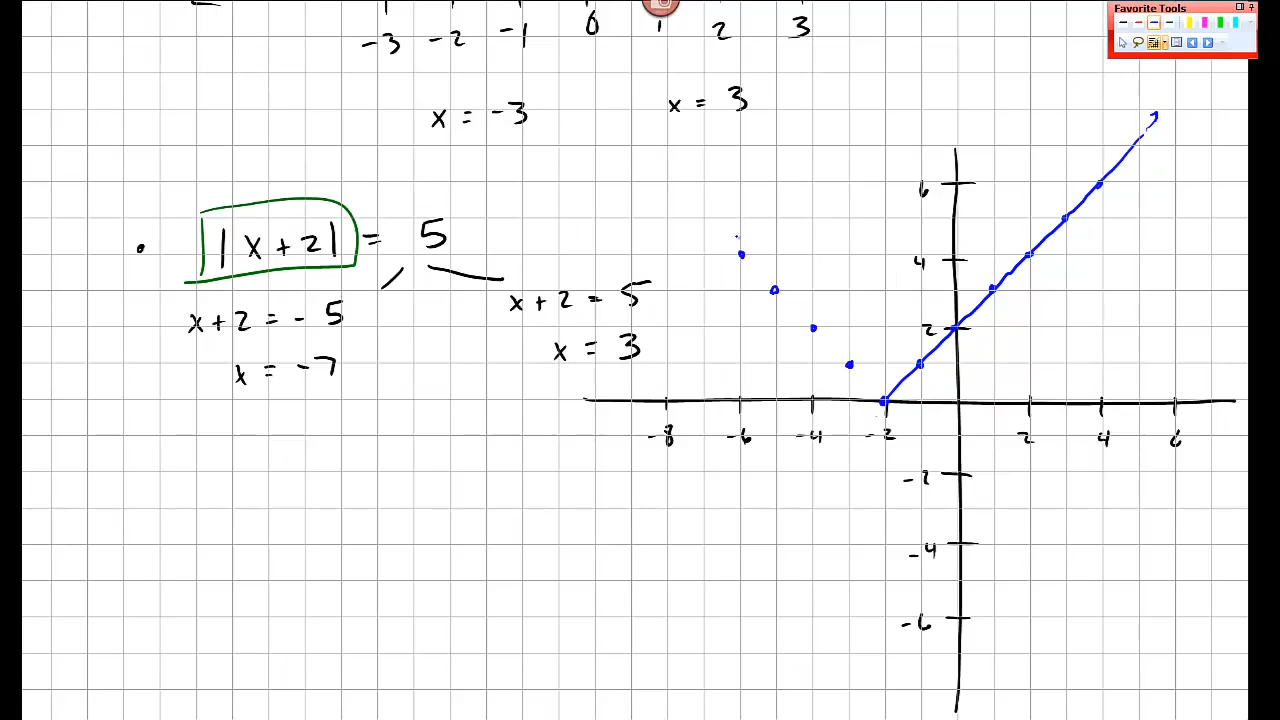 Favorite Tools
-3 -2 -1 0 1 2 3
x = -3 x = 3
|x+2| = 5
x+2 = -5 x+2 = 5
x = -7 x = 3
6
4
2
-8 -6 -4 -2 2 4 6
-2
-4
-6